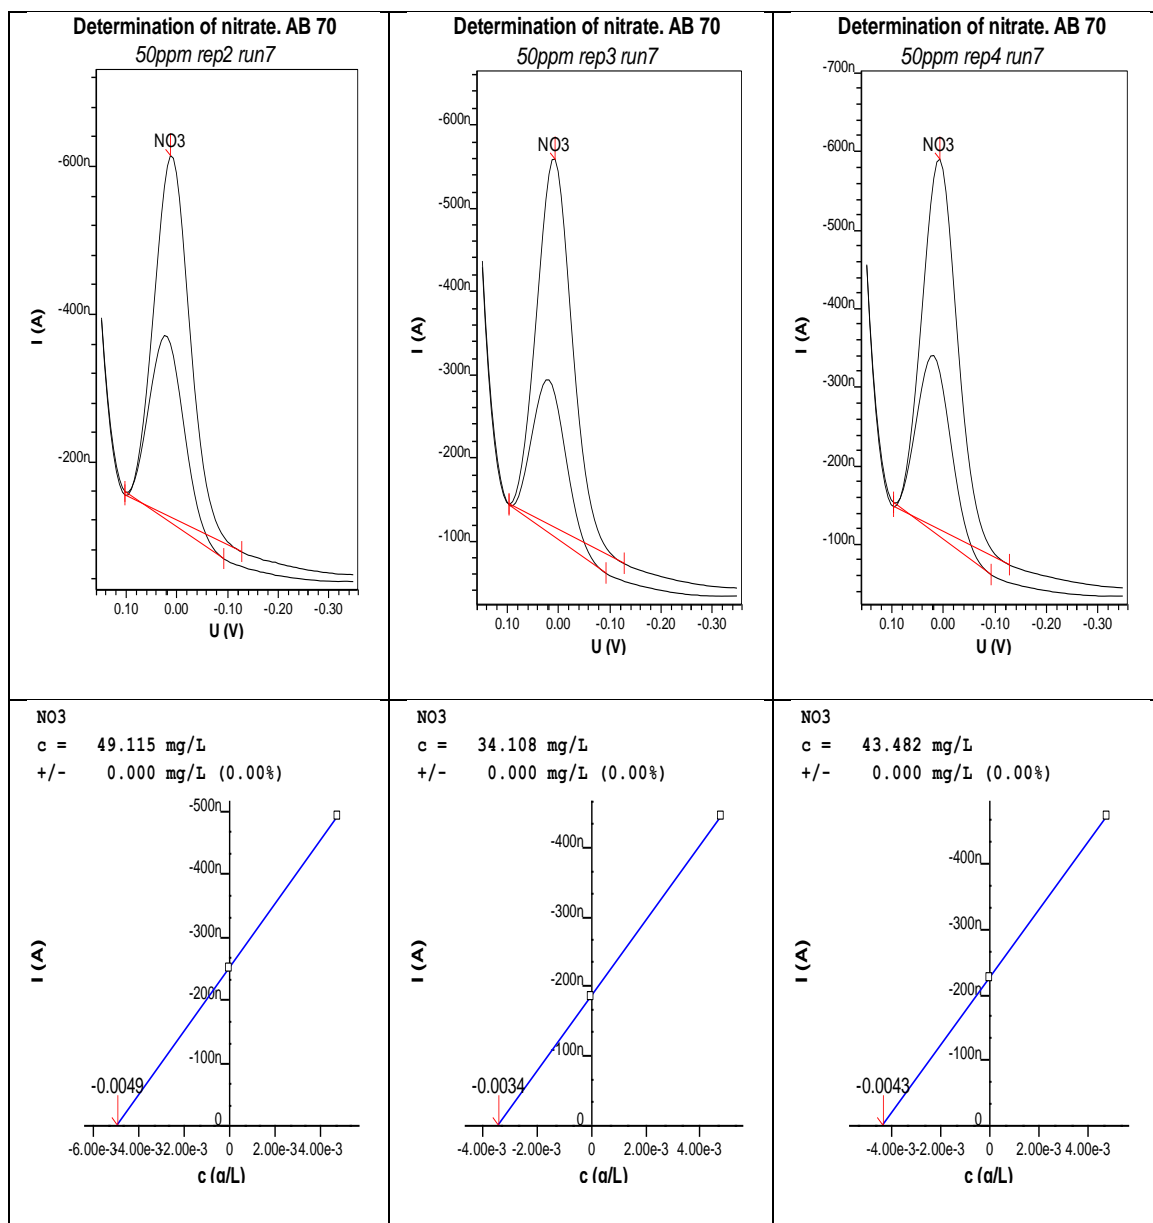 Determination of nitrate. AB 70
50ppm rep2 run7
NO3
-600n
-400n
-200n
I (A)
0.10 0.00 -0.10 -0.20 -0.30
U (V)
Determination of nitrate. AB 70
50ppm rep3 run7
NO3
-600n
-500n
-400n
-300n
-200n
-100n
I (A)
0.10 0.00 -0.10 -0.20 -0.30
U (V)
Determination of nitrate. AB 70
50ppm rep4 run7
-700n
NO3
-600n
-500n
-400n
-300n
-200n
-100n
I (A)
0.10 0.00 -0.10 -0.20 -0.30
U (V)
NO3
c = 49.115 mg/L
+/- 0.000 mg/L (0.00%)
-500n
-400n
-300n
-200n
-100n
0
I (A)
-0.0049
-6.00e-3-4.00e-3-2.00e-3 0 2.00e-34.00e-3
c (g/L)
NO3
c = 34.108 mg/L
+/- 0.000 mg/L (0.00%)
-400n
-300n
-200n
-100n
0
I (A)
-0.0034
-4.00e-3 -2.00e-3 0 2.00e-3 4.00e-3
c (g/L)
NO3
c = 43.482 mg/L
+/- 0.000 mg/L (0.00%)
-400n
-300n
-200n
-100n
0
I (A)
-0.0043
-4.00e-3 -2.00e-3 0 2.00e-3 4.00e-3
c (g/L)